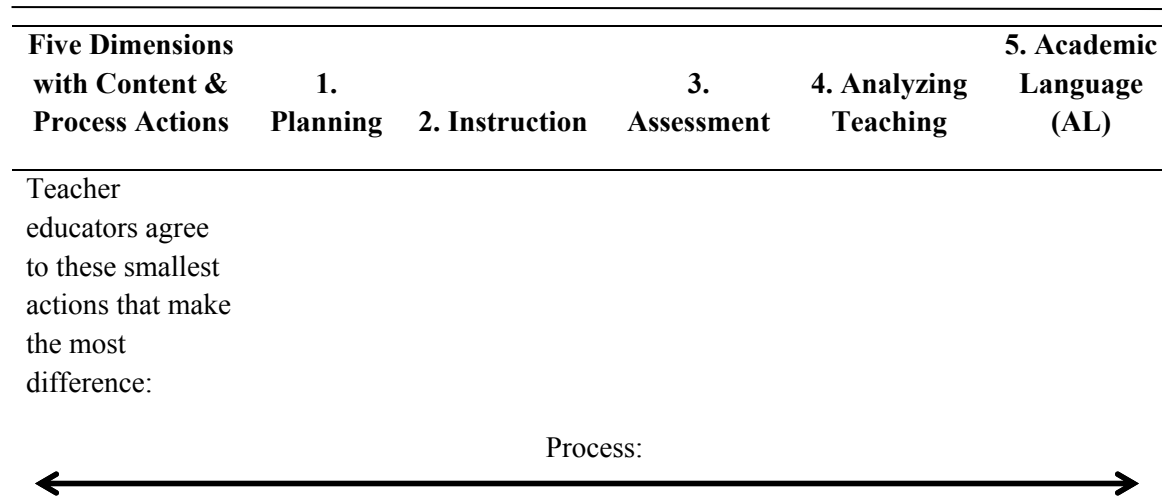 Five Dimensions
with Content & 1. 3. 4. Analyzing 5. Academic
Process Actions Planning 2. Instruction Assessment Teaching Language
(AL)
Teacher
educators agree
to these smallest
actions that make
the most
difference:
Process: